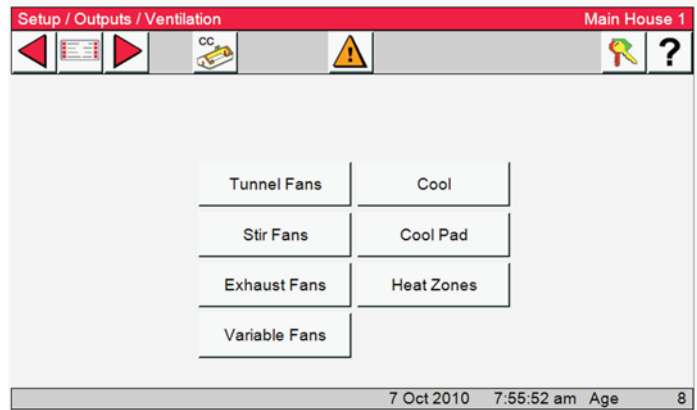 Setup / Outputs / Ventilation Main House 1
CC
?
Tunnel Fans Cool
Stir Fans Cool Pad
Exhaust Fans Heat Zones
Variable Fans
7 Oct 2010 7:55:52 am Age 8